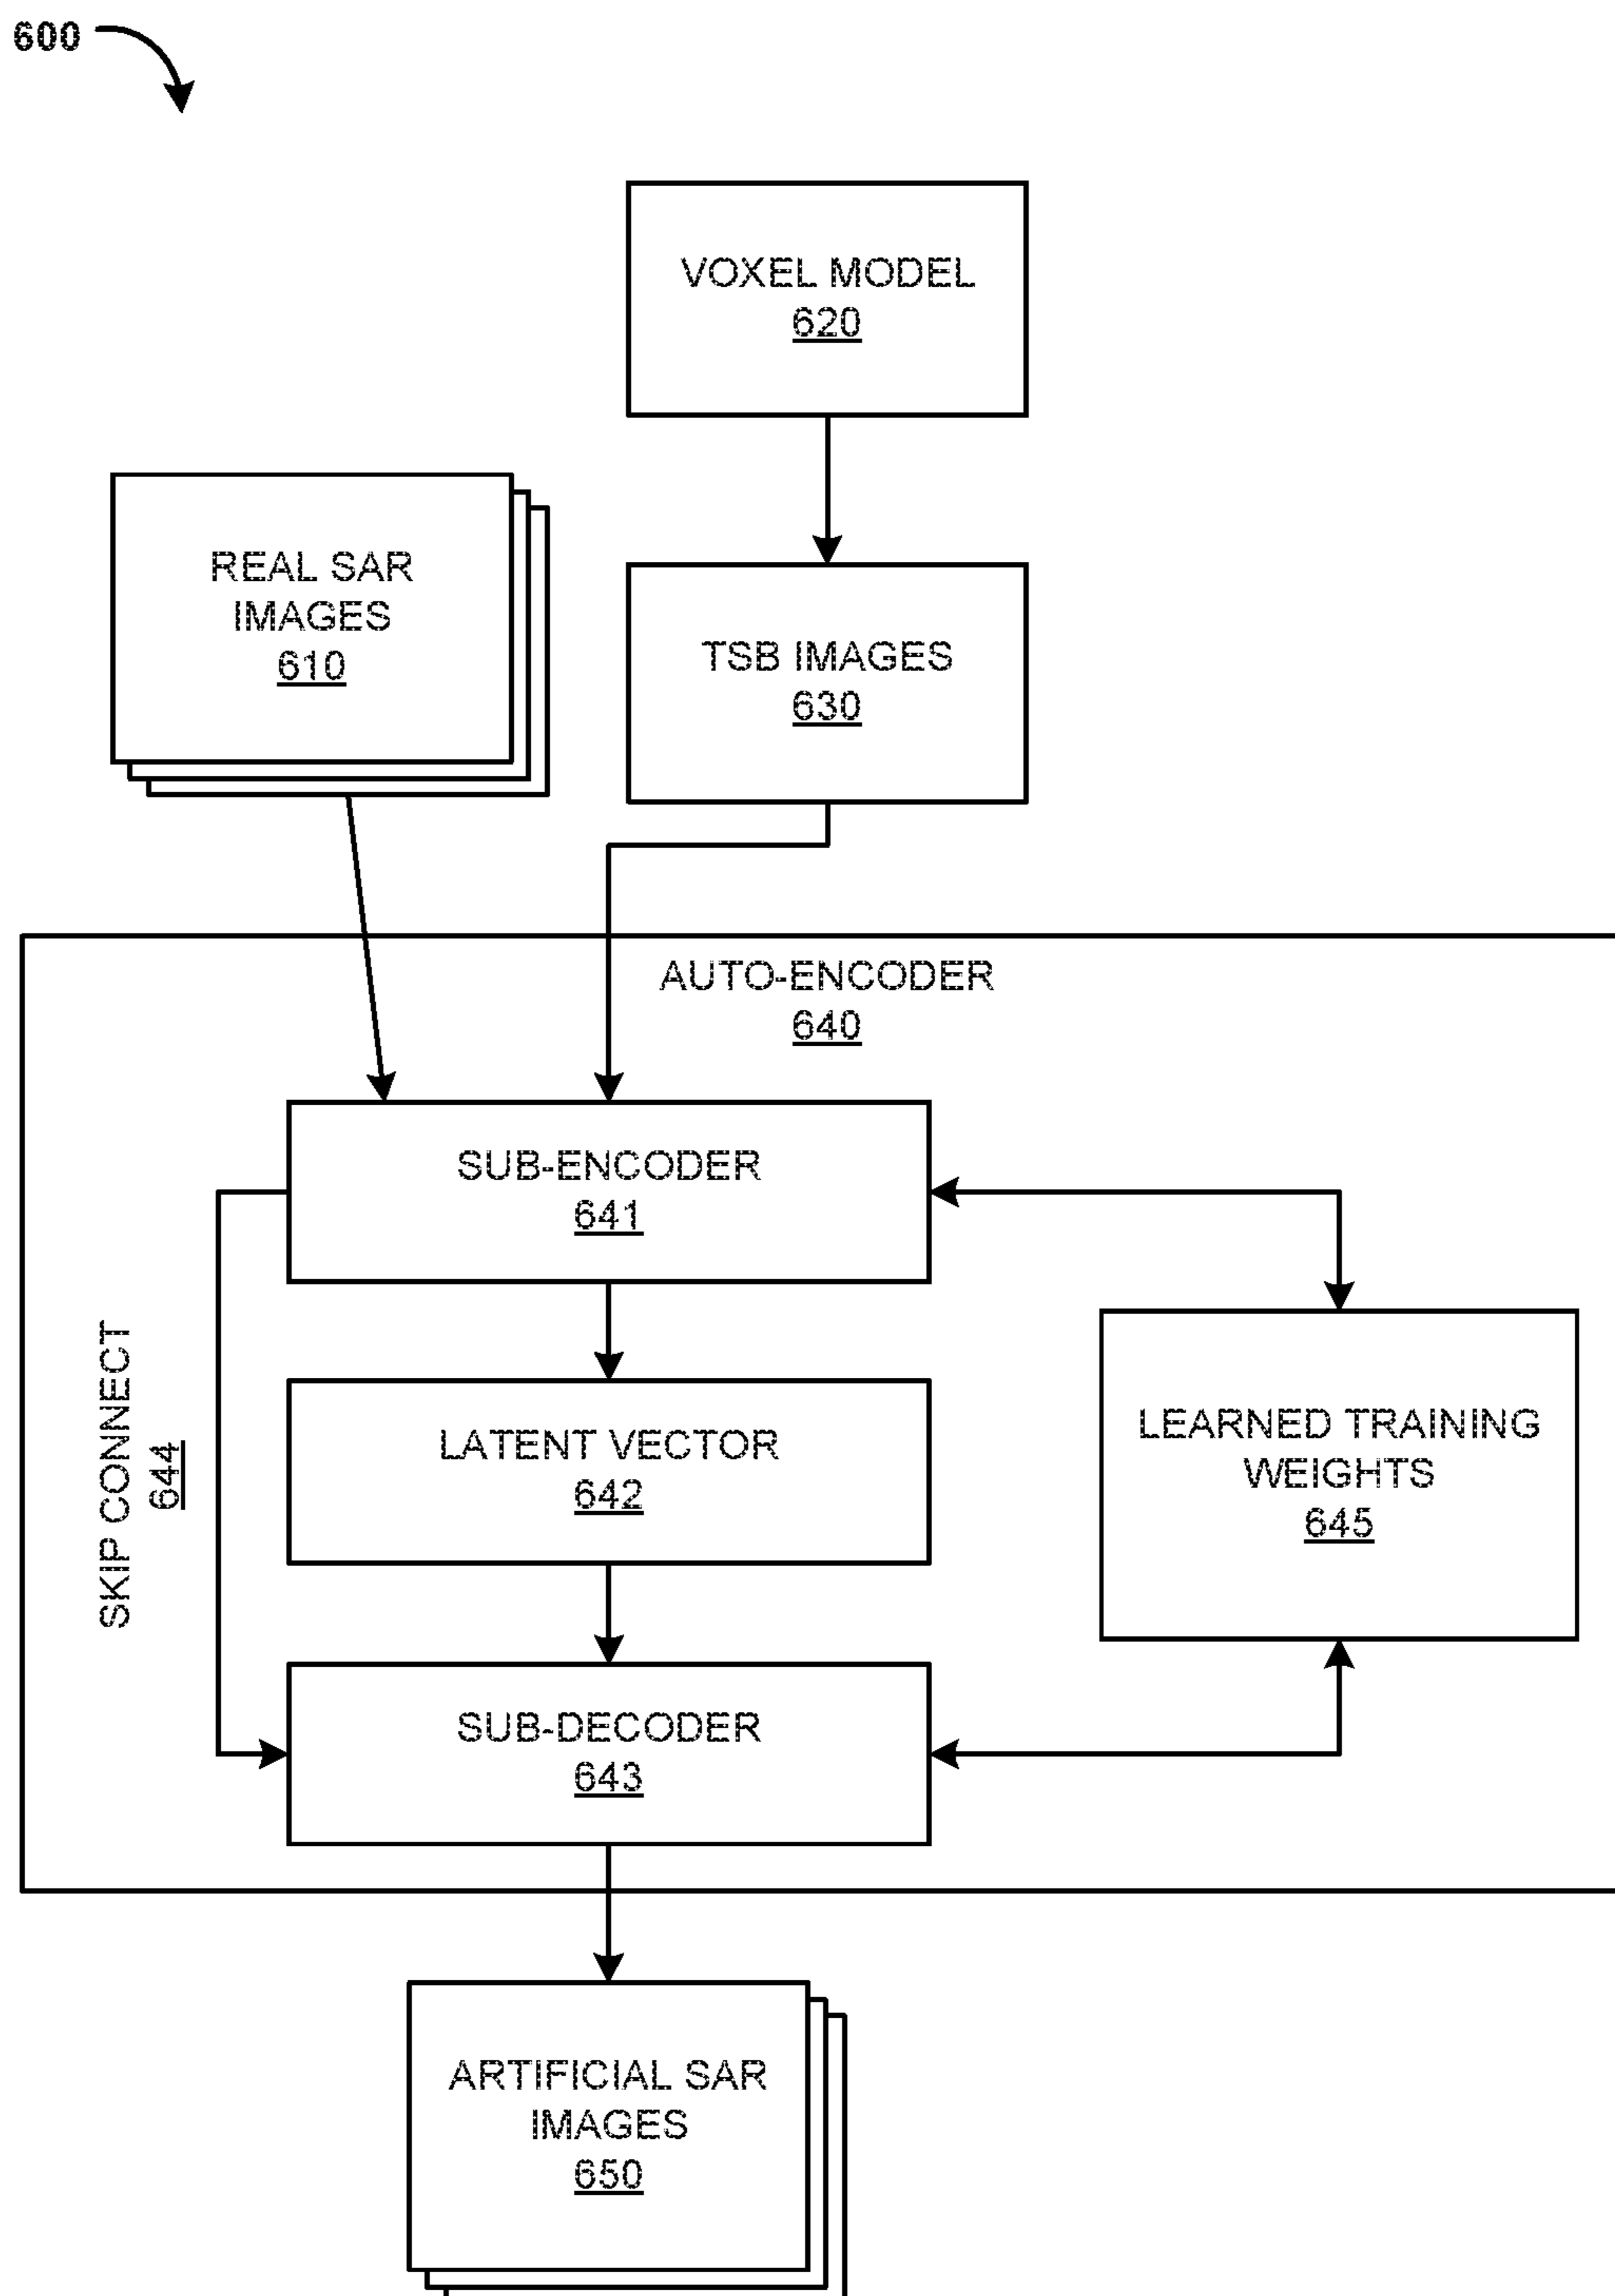 600
VOXEL MODEL
620
REAL SAR
IMAGES
610
TSB IMAGES
630
AUTO-ENCODER
640
SUB-ENCODER
641
SKIP CONNECT
644
LATENT VECTOR
642
LEARNED TRAINING
WEIGHTS
645
SUB-DECODER
643
ARTIFICIAL SAR
IMAGES
650